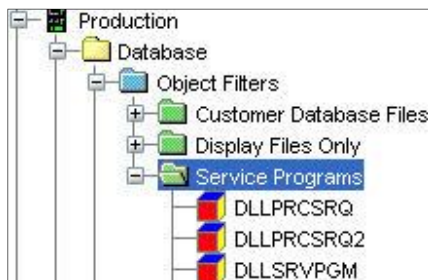 Production
Database
Object Filters
Customer Database Files
Display Files Only
Service Programs
DLLPRCSRQ
DLLPRCSRQ2
DLLSRVPGM